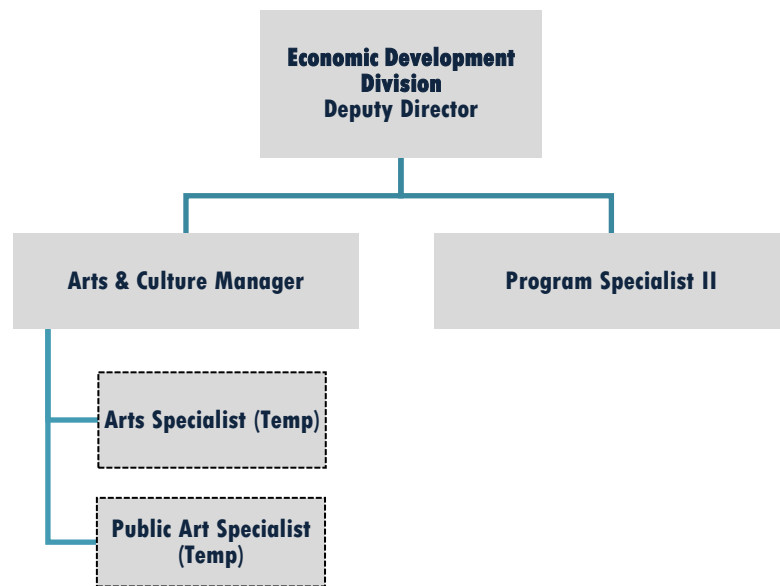 Economic Development
Division
Deputy Director
Arts & Culture Manager
Program Specialist II
Arts Specialist (Temp)
Public Art Specialist
(Temp)